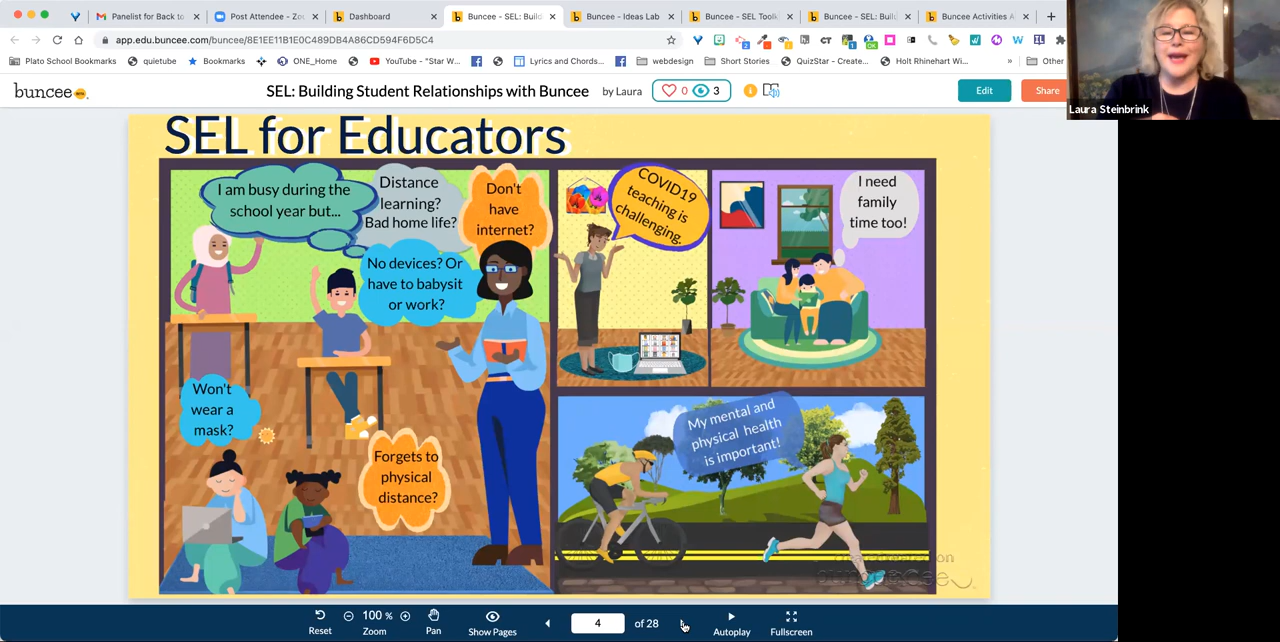 Panelist for Back to
Post Attendee - Zo
Dashboard
Buncee - SEL: Build
Buncee - Ideas Lab
Buncee - SEL Toolk
Buncee - SEL: Buil
Buncee Activities A
app.edu.buncee.com/buncee/8E1EE11B1E0C489DB4A86CD594F6D5C4
Plato School Bookmarks
quietube
Bookmarks
ONE_Home
YouTube - "Star W...
Lyrics and Chords...
webdesign
Short Stories
QuizStar - Create...
Holt Rhinehart Wi...
»
Other
Laura Steinbrink
buncee
SEL: Building Student Relationships with Buncee
by Laura
0
3
Edit
Share
SEL for Educators
I am busy during the
school year but...
Distance
learning?
Bad home life?
Don't
have
internet?
No devices? Or
have to babysit
or work?
Won't
wear a
mask?
Forgets to
physical
distance?
COVID19
teaching is
challenging.
I need
family
time too!
My mental and
physical health
is important!
buncee
Reset
100 %
Zoom
Pan
Show Pages
4
of 28
Autoplay
Fullscreen